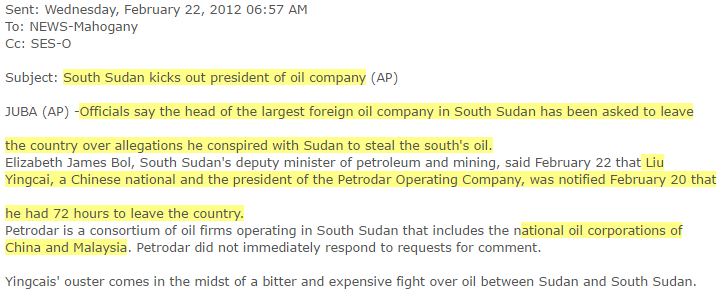 Sent: Wednesday, February 22, 2012 06:57 AM
To: NEWS-Mahogany
Cc: SES-O
Subject: South Sudan kicks out president of oil company (AP)
JUBA (AP) -Officials say the head of the largest foreign oil company in South Sudan has been asked to leave
the country over allegations he conspired with Sudan to steal the south's oil.
Elizabeth James Bol, South Sudan's deputy minister of petroleum and mining, said February 22 that Liu
Yingcai, a Chinese national and the president of the Petrodar Operating Company, was notified February 20 that
he had 72 hours to leave the country.
Petrodar is a consortium of oil firms operating in South Sudan that includes the national oil corporations of
China and Malaysia. Petrodar did not immediately respond to requests for comment.
Yingcais' ouster comes in the midst of a bitter and expensive fight over oil between Sudan and South Sudan.